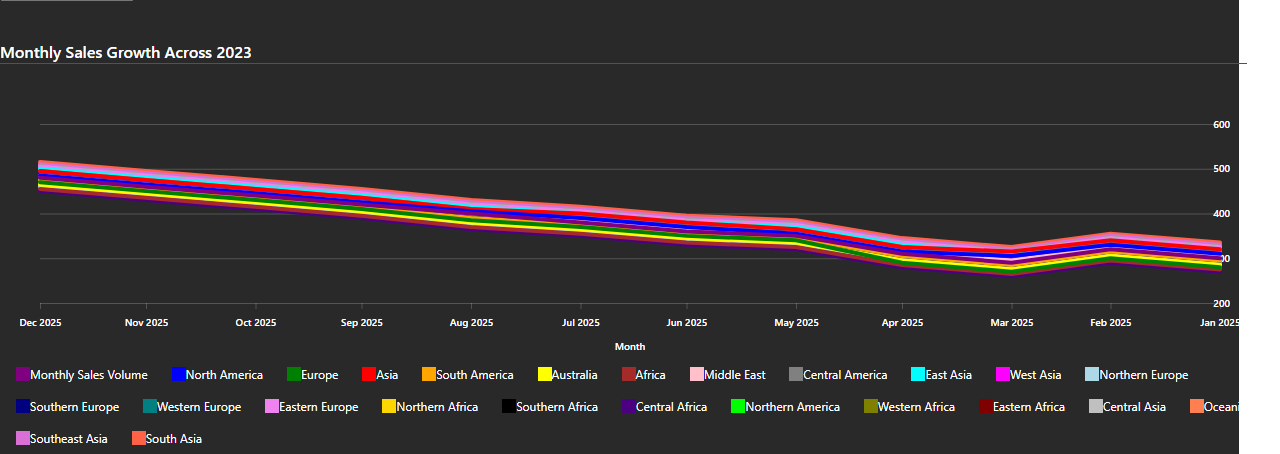 Monthly Sales Growth Across 2023
600
500
400
00
200
Dec 2025 Nov 2025 Oct 2025 Sep 2025 Aug 2025 Jul 2025 Jun 2025 May 2025 Apr 2025 Mar 2025 Feb 2025 Jan 2025
Month
Monthly Sales Volume North America Europe Asia South America Australia Africa Middle East Central America East Asia West Asia Northern Europe
Southern Europe Western Europe Eastern Europe Northern Africa Southern Africa Central Africa Northern America Western Africa Eastern Africa Central Asia Oceani
Southeast Asia South Asia